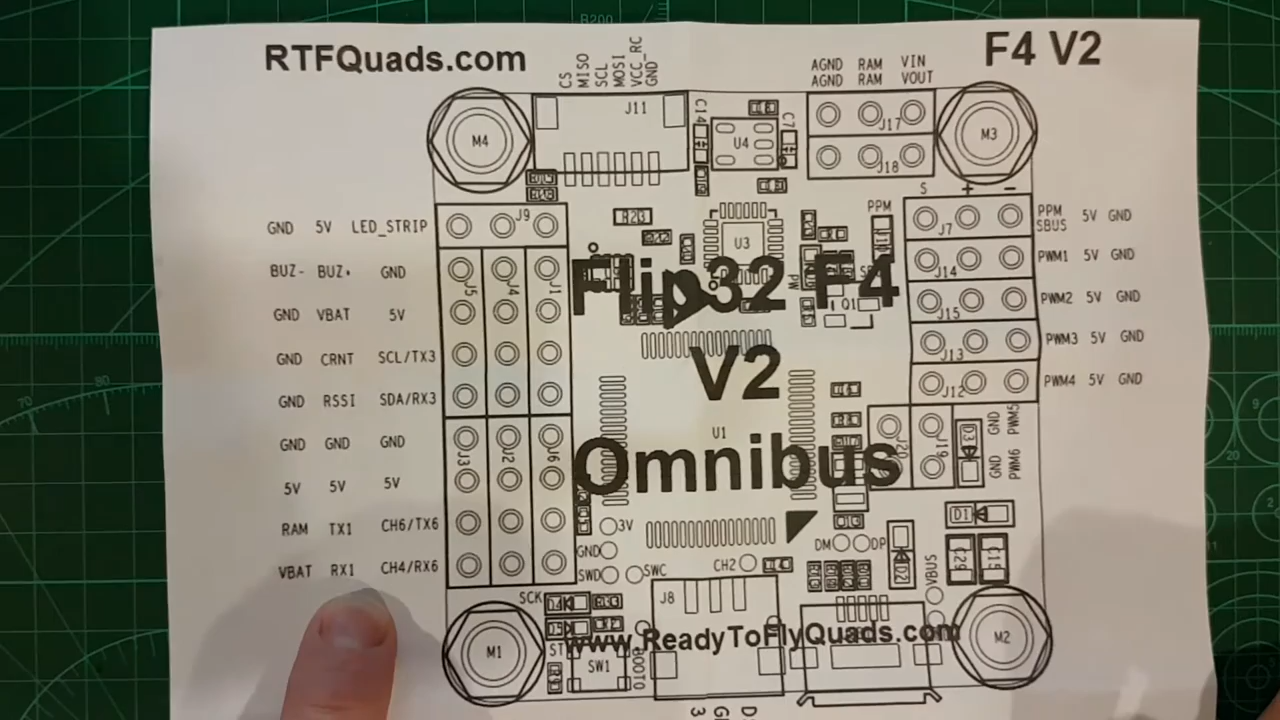 RTFQuads.com
F4 V2
CS
MISO
SCL
MOSI
VCC_RC
GND
AGND RAM VIN
AGND RAM VOUT
J11
C14
C7
U4
J17
J18
M4
M3
S + -
GND 5V LED_STRIP
J9
R20
PPM
U3
J7
PPM 5V GND
SBUS
BUZ- BUZ+ GND
J5 J4 J1
J14
PWM1 5V GND
Flip32 F4
GND VBAT 5V
J15
PWM2 5V GND
Q1
GND CRNT SCL/TX3
J13
PWM3 5V GND
V2
GND RSSI SDA/RX3
J12
PWM4 5V GND
GND GND GND
J3 J2 J6
U1
J20
J19
D3
GND PWM5
GND PWM6
Omnibus
5V 5V 5V
RAM TX1 CH6/TX6
3V
D1
GND
DM
DP
VBAT RX1 CH4/RX6
SWD
SWC
CH2
D2
VBUS
C29
C15
SCK
D4
J8
D5
www.ReadyToFlyQuads.com
M1
ST
SW1
BOOT0
M2